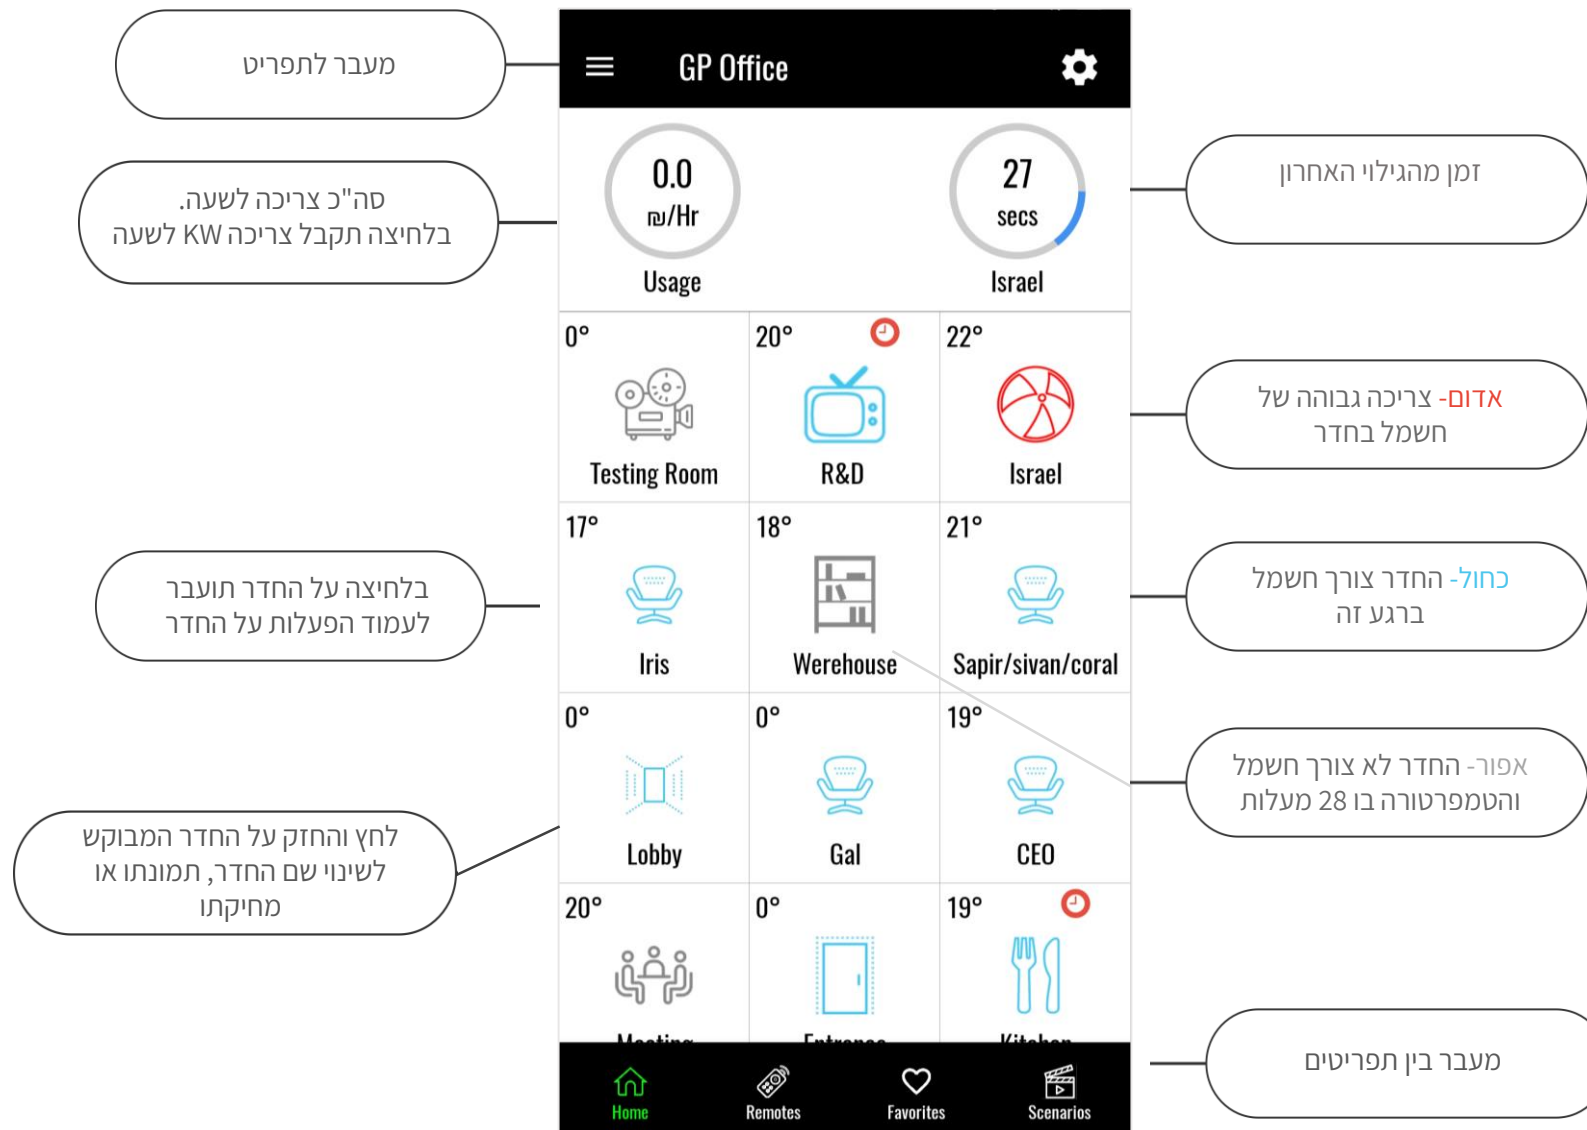 מעבר לתפריט
GP Office
סה"כ צריכה לשעה.
בלחיצה תקבל צריכה KW לשעה
0.0
₪/Hr
Usage
27
secs
Israel
זמן מהגילוי האחרון
0°
Testing Room
20°
R&D
22°
Israel
אדום- צריכה גבוהה של
חשמל בחדר
17°
Iris
18°
Werehouse
21°
Sapir/sivan/coral
בלחיצה על החדר תועבר
לעמוד הפעלות על החדר
כחול- החדר צורך חשמל
ברגע זה
0°
Lobby
0°
Gal
19°
CEO
אפור- החדר לא צורך חשמל
והטמפרטורה בו 28 מעלות
לחץ והחזק על החדר המבוקש
לשינוי שם החדר, תמונתו או
מחיקתו
20°
Meeting
0°
Entrance
19°
Kitchen
מעבר בין תפריטים
Home
Remotes
Favorites
Scenarios